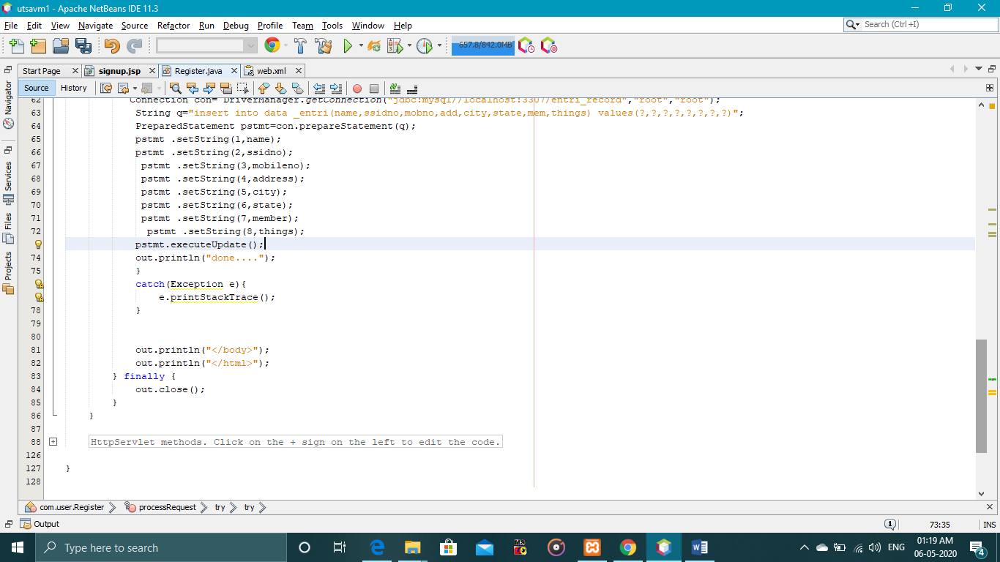 utsavm1 - Apache NetBeans IDE 11.3
File Edit View Navigate Source Refactor Run Debug Profile Team Tools Window Help
Search (Ctrl+I)
657.8/842.0MB
Start Page signup.jsp Register.java web.xml
Source History
Navigator
Services
Files
Projects
62 Connection con= DriverManager.getConnection("jdbc:mysql//localhost:3307/entri_record","root","root");
63 String q="insert into data _entri(name,ssidno,mobno,add,city,state,mem,things) values(?,?,?,?,?,?,?,?)";
64 PreparedStatement pstmt=con.prepareStatement(q);
65 pstmt .setString(1,name);
66 pstmt .setString(2,ssidno);
67 pstmt .setString(3,mobileno);
68 pstmt .setString(4,address);
69 pstmt .setString(5,city);
70 pstmt .setString(6,state);
71 pstmt .setString(7,member);
72 pstmt .setString(8,things);
pstmt.executeUpdate();
74 out.println("done....");
75 }
catch(Exception e){
e.printStackTrace();
78 }
79
80
81 out.println("</body>");
82 out.println("</html>");
83 } finally {
84 out.close();
85 }
86 }
87
88 HttpServlet methods. Click on the + sign on the left to edit the code.
126
127 }
128
com.user.Register processRequest try try
Output
1 73:35 INS
Type here to search
ENG
01:19 AM
06-05-2020
4